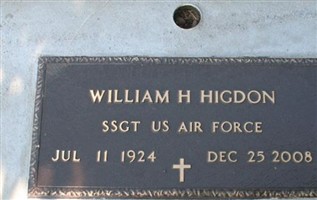 WILLIAM H HIGDON
SSGT US AIR FORCE
JUL 11 1924 DEC 25 2008